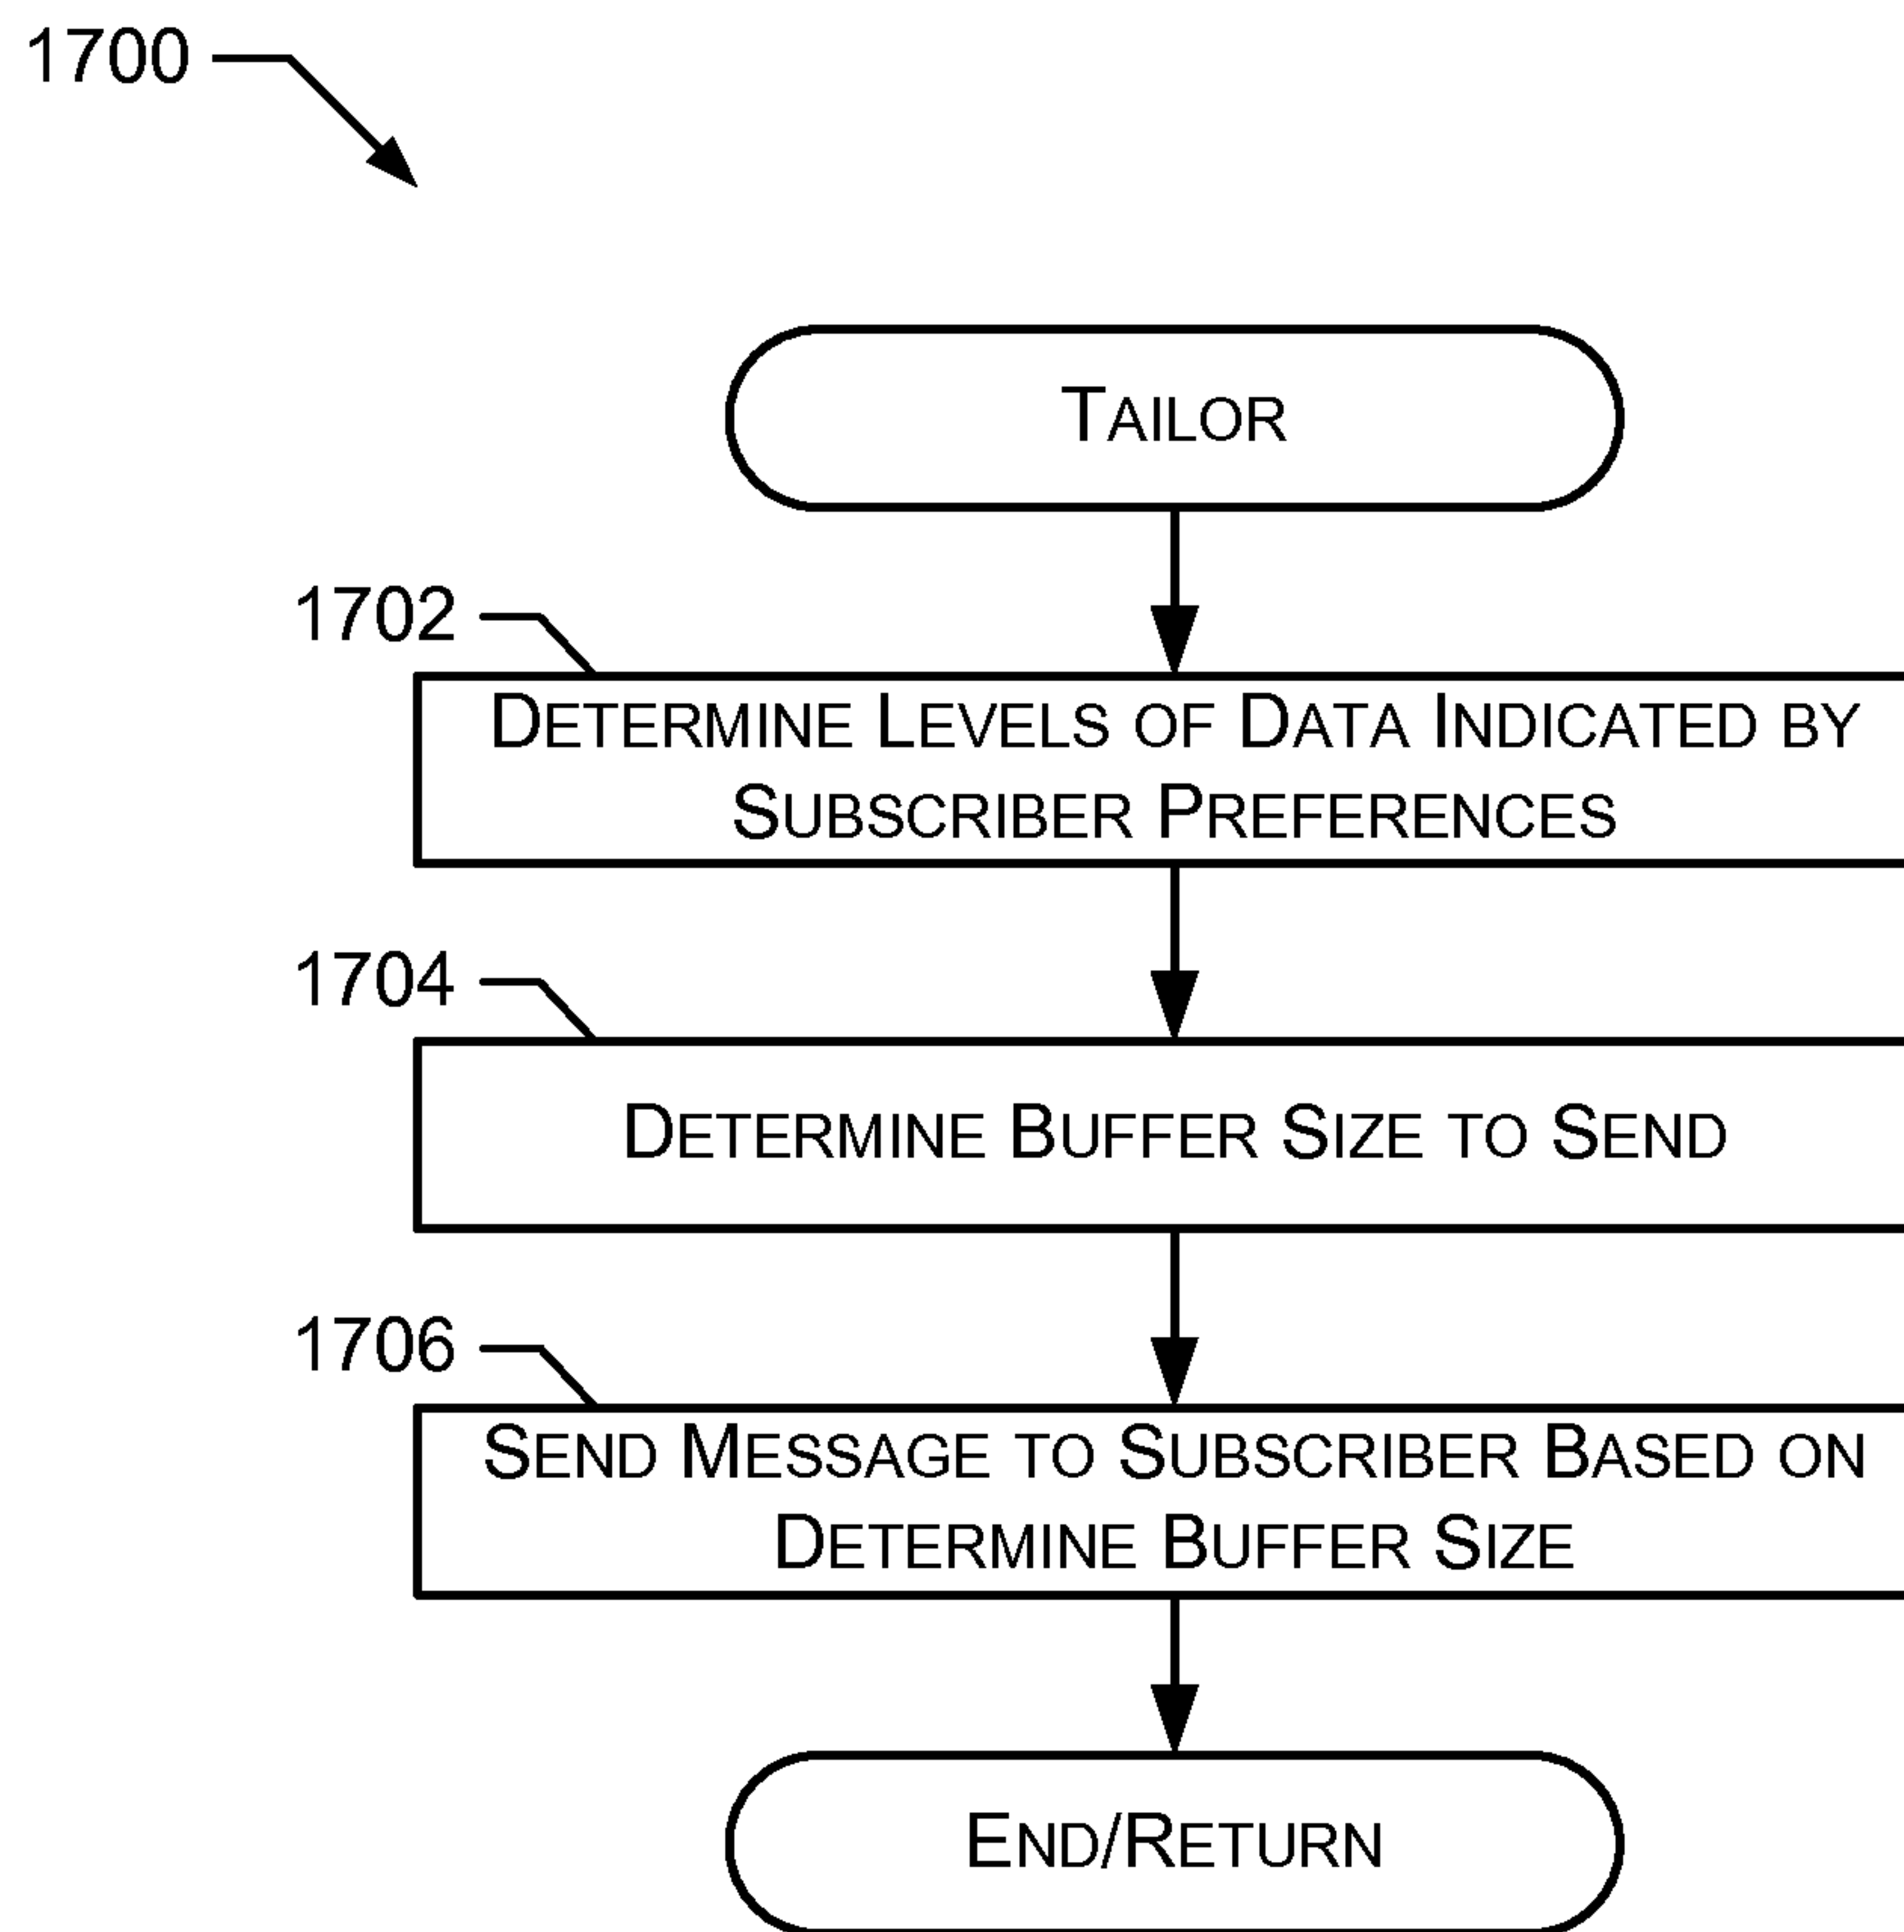 1700
TAILOR
1702
DETERMINE LEVELS OF DATA INDICATED BY
SUBSCRIBER PREFERENCES
1704
DETERMINE BUFFER SIZE TO SEND
1706
SEND MESSAGE TO SUBSCRIBER BASED ON
DETERMINE BUFFER SIZE
END/RETURN